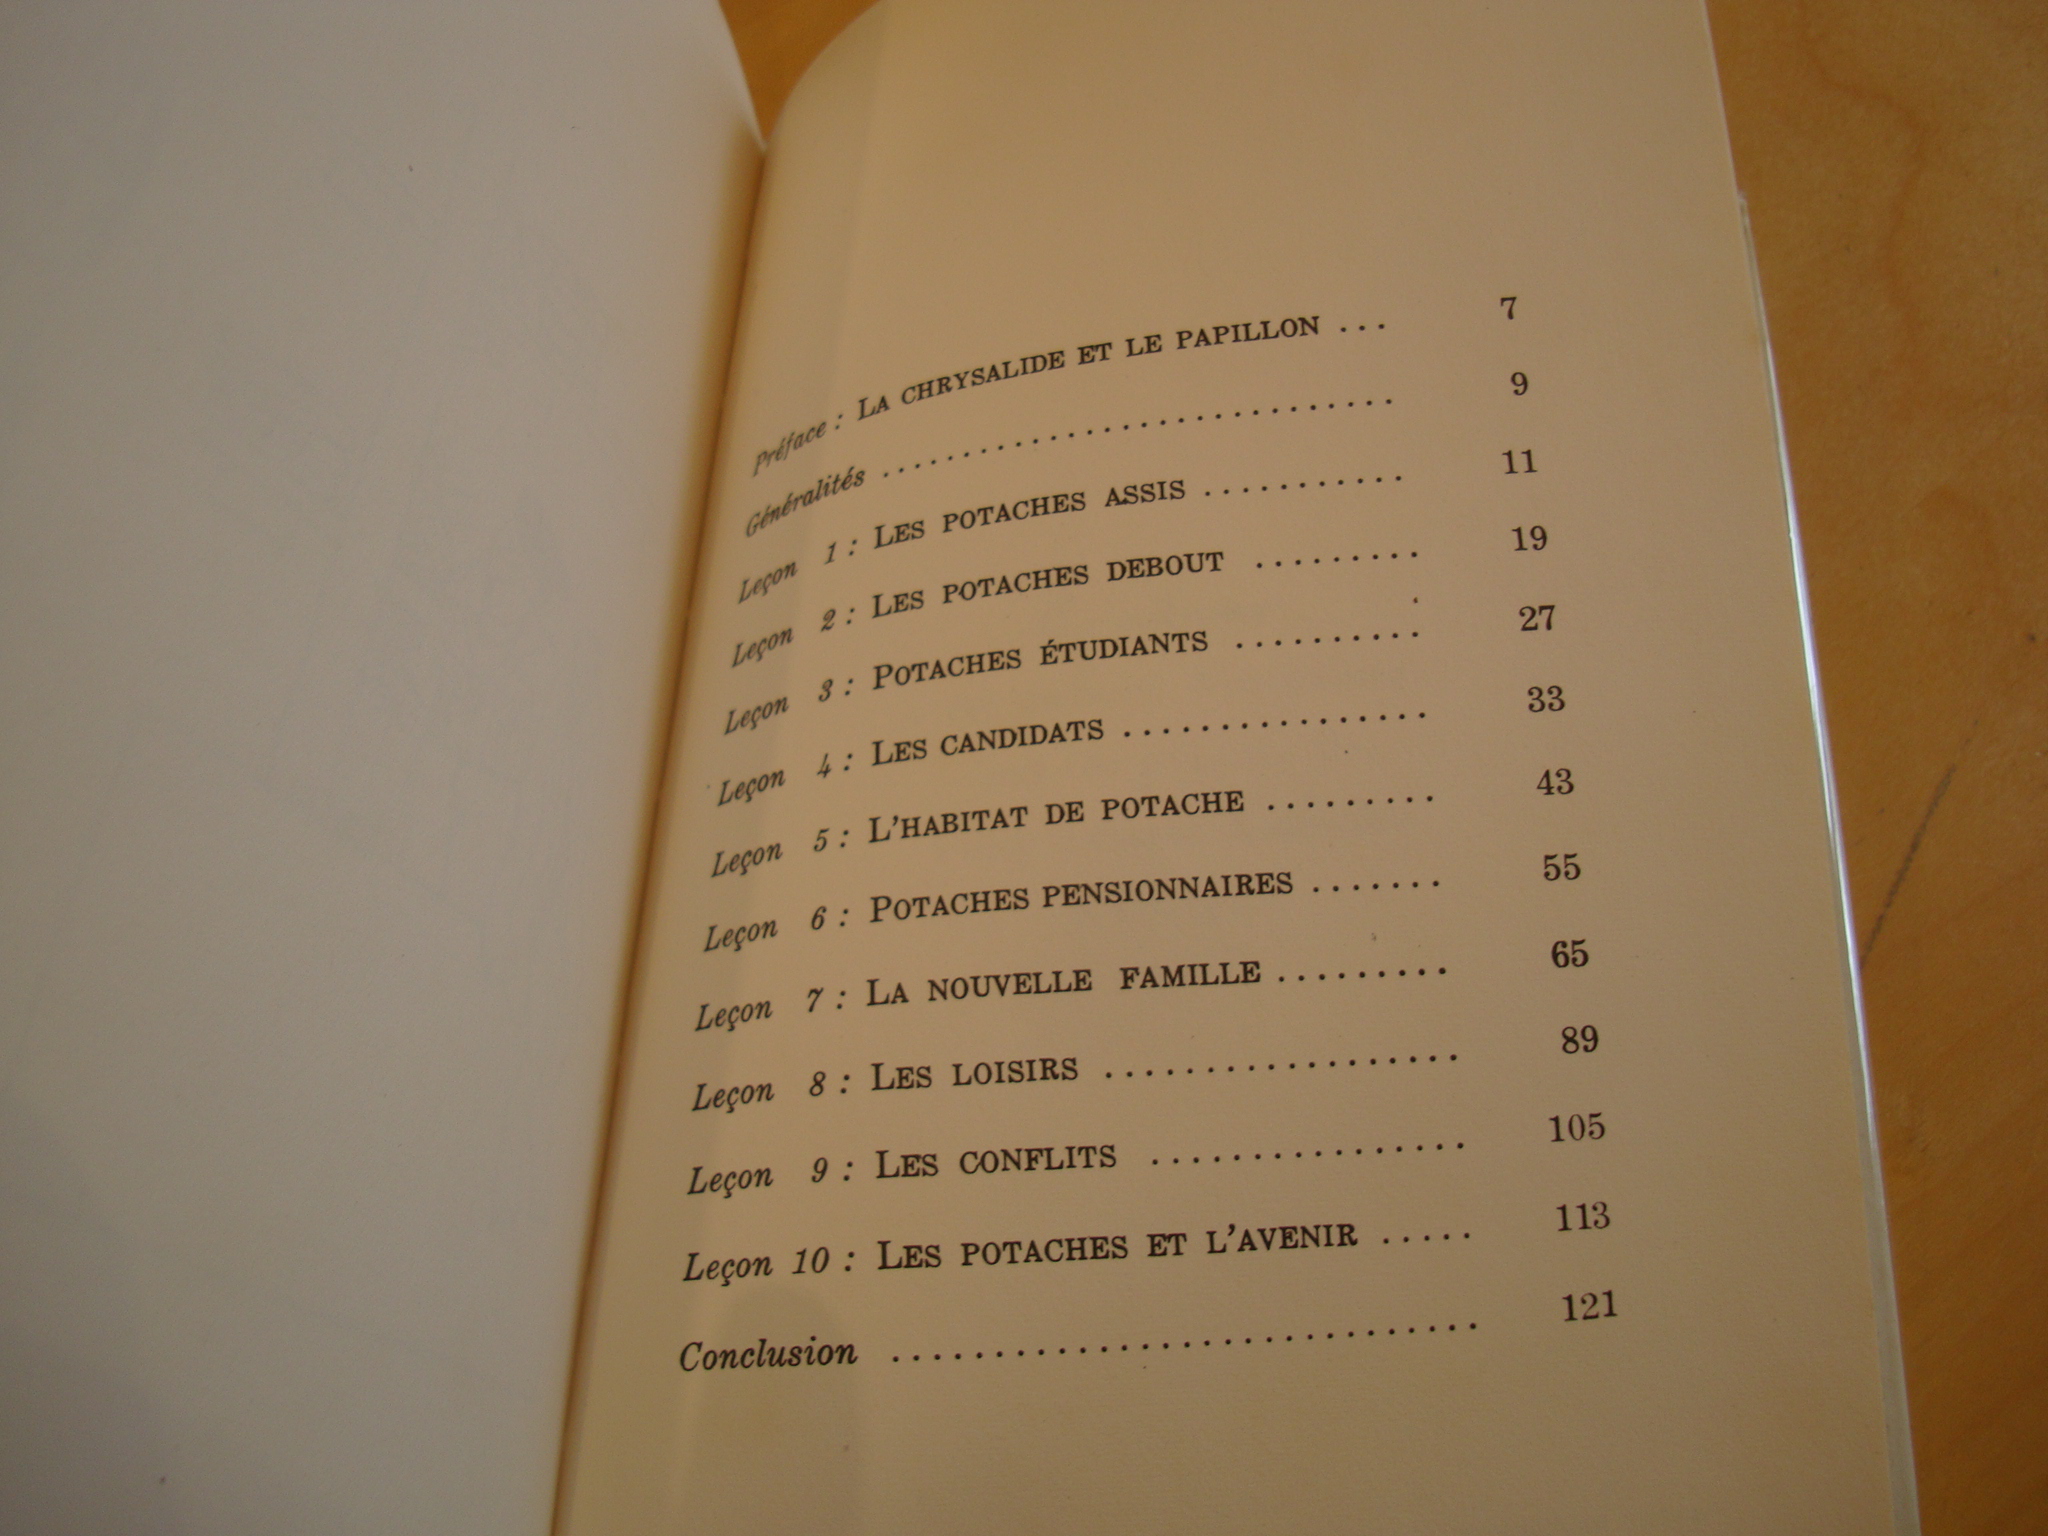 Préface : LA CHRYSALIDE ET LE PAPILLON ... 7
Généralités ........................ 9
Leçon 1 : LES POTACHES ASSIS ........... 11
Leçon 2 : LES POTACHES DEBOUT ......... 19
Leçon 3 : POTACHES ÉTUDIANTS .......... 27
Leçon 4 : LES CANDIDATS ................ 33
Leçon 5 : L'HABITAT DE POTACHE ......... 43
Leçon 6 : POTACHES PENSIONNAIRES ....... 55
Leçon 7 : LA NOUVELLE FAMILLE ......... 65
Leçon 8 : LES LOISIRS .................. 89
Leçon 9 : LES CONFLITS ................ 105
Leçon 10 : LES POTACHES ET L'AVENIR ..... 113
Conclusion ............................. 121